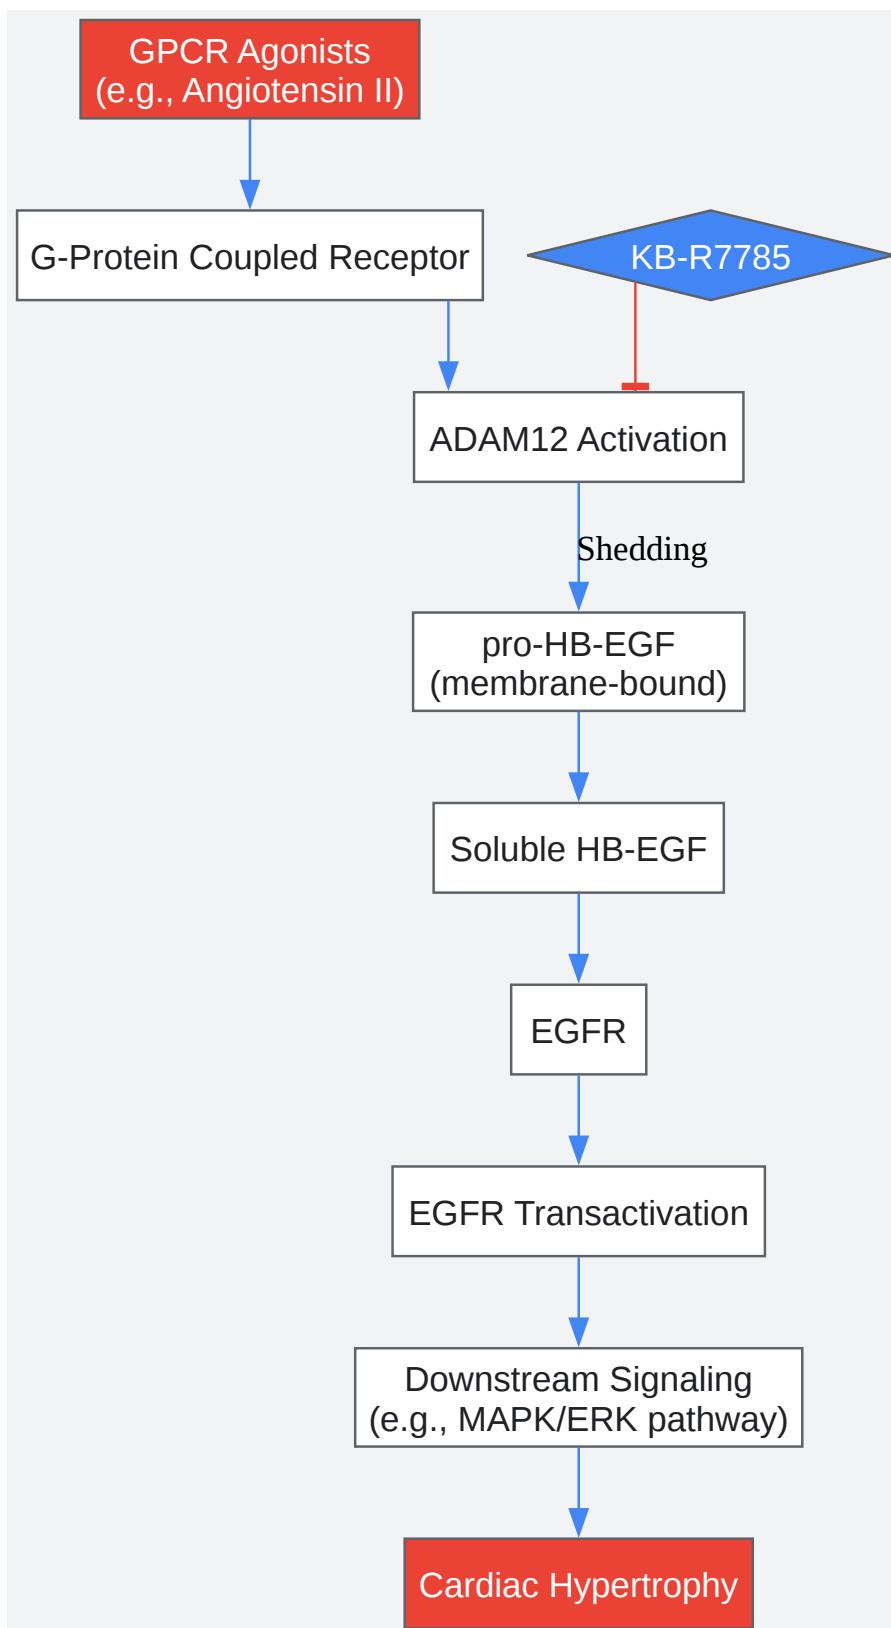 GPCR Agonists
(e.g., Angiotensin II)
G-Protein Coupled Receptor
KB-R7785
ADAM12 Activation
Shedding
pro-HB-EGF
(membrane-bound)
Soluble HB-EGF
EGFR
EGFR Transactivation
Downstream Signaling
(e.g., MAPK/ERK pathway)
Cardiac Hypertrophy